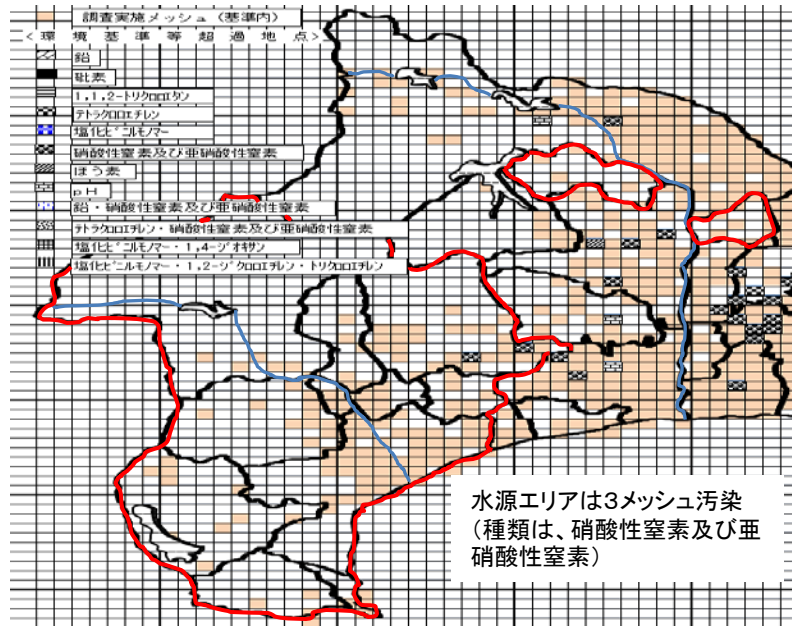 調査実施メッシュ（基準内）
<環 境 基 準 等 超 過 地 点>
鉛
砒素
1,1,2-トリクロロエタン
テトラクロロエチレン
塩化ビニルモノマー
硝酸性窒素及び亜硝酸性窒素
ほう素
pH
鉛・硝酸性窒素及び亜硝酸性窒素
テトラクロロエチレン・硝酸性窒素及び亜硝酸性窒素
塩化ビニルモノマー・1,4-ジオキサン
塩化ビニルモノマー・1,2-ジクロロエチレン・トリクロロエチレン
水源エリアは3メッシュ汚染
（種類は、硝酸性窒素及び亜
硝酸性窒素）